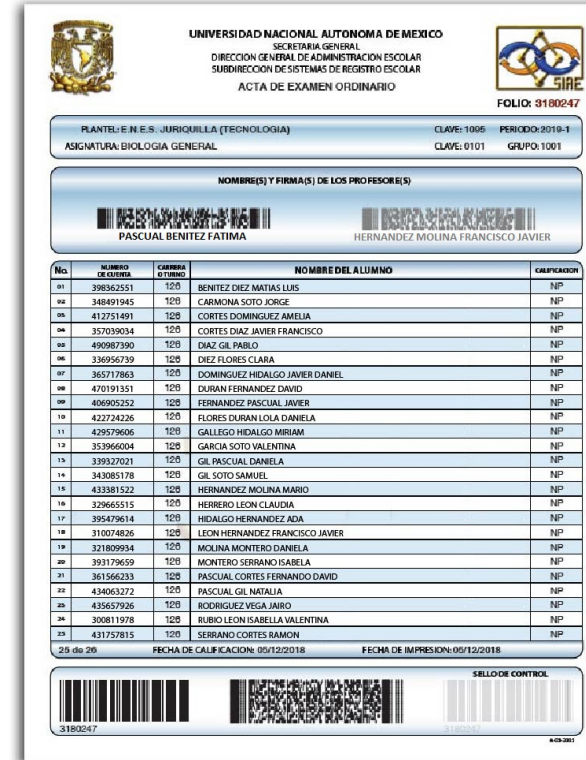 UNIVERSIDAD NACIONAL AUTONOMA DE MEXICO
SECRETARIA GENERAL
DIRECCION GENERAL DE ADMINISTRACION ESCOLAR
SUBDIRECCION DE SISTEMAS DE REGISTRO ESCOLAR
ACTA DE EXAMEN ORDINARIO
SIAE
FOLIO: 3180247
PLANTEL: E.N.E.S. JURIQUILLA (TECNOLOGIA) CLAVE: 1095 PERIODO: 2019-1
ASIGNATURA: BIOLOGIA GENERAL CLAVE: 0101 GRUPO: 1001
NOMBRE(S) Y FIRMA(S) DE LOS PROFESORE(S)
PASCUAL BENITEZ FATIMA HERNANDEZ MOLINA FRANCISCO JAVIER
No. NUMERO DE CUENTA CARRERA O TURNO NOMBRE DEL ALUMNO CALIFICACION
01 398362551 126 BENITEZ DIEZ MATIAS LUIS NP
02 348491945 126 CARMONA SOTO JORGE NP
03 412751491 126 CORTES DOMINGUEZ AMELIA NP
04 357039034 126 CORTES DIAZ JAVIER FRANCISCO NP
05 490987390 126 DIAZ GIL PABLO NP
06 336956739 126 DIEZ FLORES CLARA NP
07 365717863 126 DOMINGUEZ HIDALGO JAVIER DANIEL NP
08 470191351 126 DURAN FERNANDEZ DAVID NP
09 406905252 126 FERNANDEZ PASCUAL JAVIER NP
10 422724226 126 FLORES DURAN LOLA DANIELA NP
11 429579606 126 GALLEGO HIDALGO MIRIAM NP
12 353966004 126 GARCIA SOTO VALENTINA NP
13 339327021 126 GIL PASCUAL DANIELA NP
14 343085178 126 GIL SOTO SAMUEL NP
15 433381522 126 HERNANDEZ MOLINA MARIO NP
16 329665515 126 HERRERO LEON CLAUDIA NP
17 395479614 126 HIDALGO HERNANDEZ ADA NP
18 310074826 126 LEON HERNANDEZ FRANCISCO JAVIER NP
19 321809934 126 MOLINA MONTERO DANIELA NP
20 393179659 126 MONTERO SERRANO ISABELA NP
21 361566233 126 PASCUAL CORTES FERNANDO DAVID NP
22 434063272 126 PASCUAL GIL NATALIA NP
23 435657926 126 RODRIGUEZ VEGA JAIRO NP
24 300811978 126 RUBIO LEON ISABELLA VALENTINA NP
25 431757815 126 SERRANO CORTES RAMON NP
25 de 26 FECHA DE CALIFICACION: 05/12/2018 FECHA DE IMPRESION: 05/12/2018
SELLO DE CONTROL
3180247 3180247